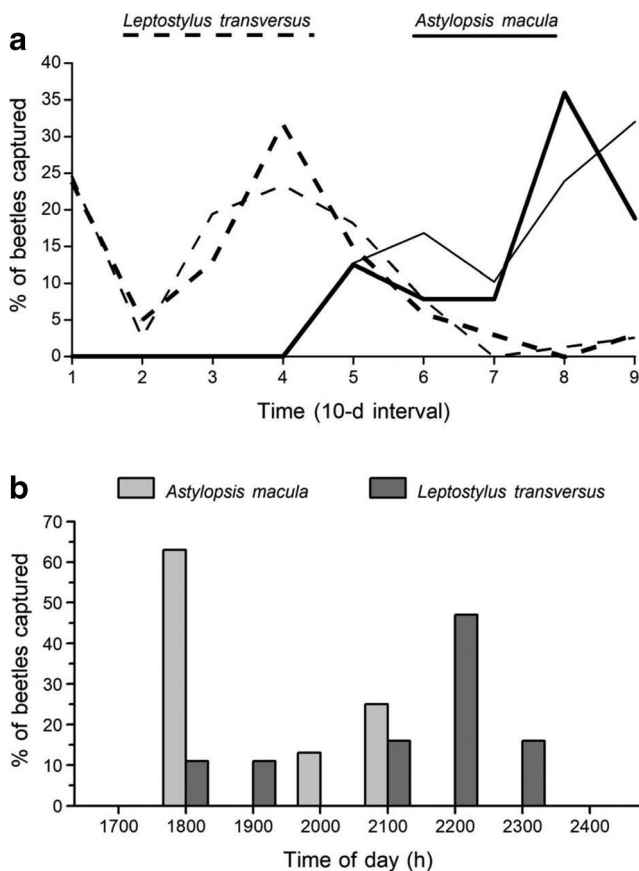 a
Leptostylus transversus Astylopsis macula
% of beetles captured
40
35
30
25
20
15
10
5
0
1 2 3 4 5 6 7 8 9
Time (10-d interval)
b
Astylopsis macula Leptostylus transversus
% of beetles captured
70
60
50
40
30
20
10
0
1700 1800 1900 2000 2100 2200 2300 2400
Time of day (h)